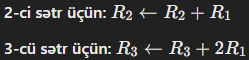 2-ci sətr üçün: R₂ ← R₂ + R₁
3-cü sətr üçün: R₃ ← R₃ + 2R₁